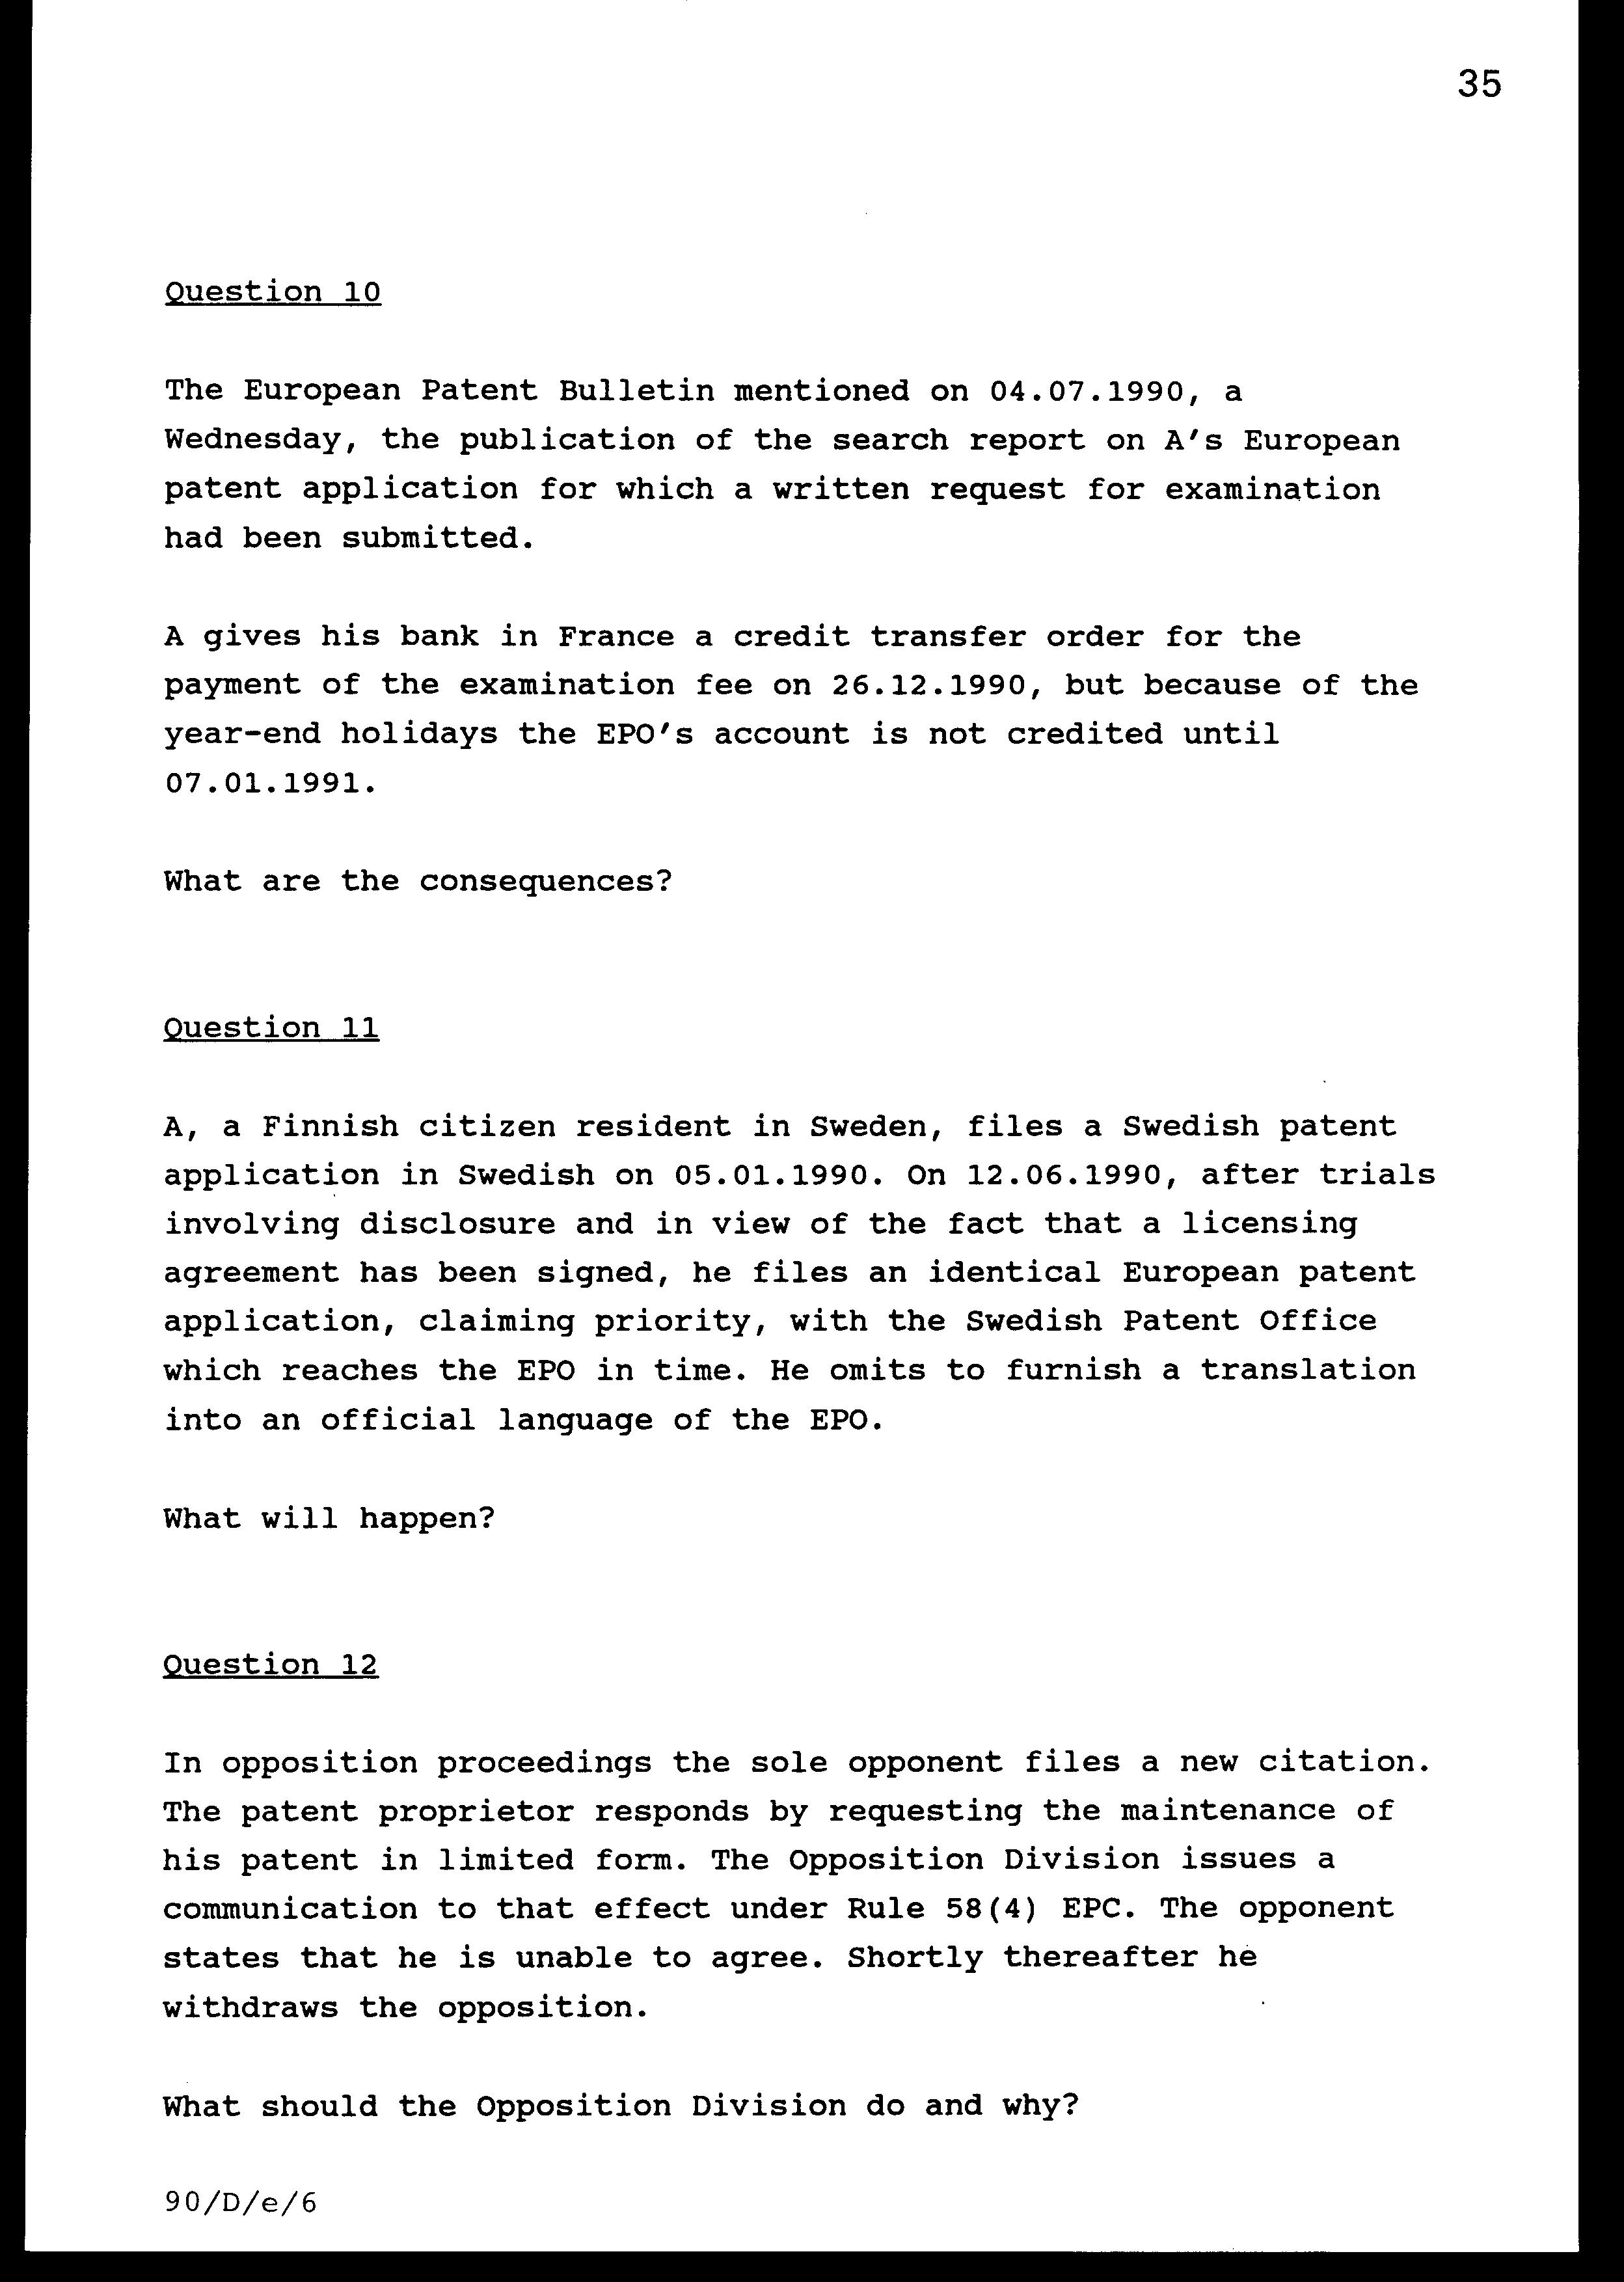 35
Question 10
The European Patent Bulletin mentioned on 04.07.1990, a
Wednesday, the publication of the search report on A's European
patent application for which a written request for examination
had been submitted.
A gives his bank in France a credit transfer order for the
payment of the examination fee on 26.12.1990, but because of the
year-end holidays the EPO's account is not credited until
07.01.1991.
What are the consequences?
Question 11
A, a Finnish citizen resident in Sweden, files a Swedish patent
application in Swedish on 05.01.1990. On 12.06.1990, after trials
involving disclosure and in view of the fact that a licensing
agreement has been signed, he files an identical European patent
application, claiming priority, with the Swedish Patent Office
which reaches the EPO in time. He omits to furnish a translation
into an official language of the EPO.
What will happen?
Question 12
In opposition proceedings the sole opponent files a new citation.
The patent proprietor responds by requesting the maintenance of
his patent in limited form. The Opposition Division issues a
communication to that effect under Rule 58(4) EPC. The opponent
states that he is unable to agree. Shortly thereafter he
withdraws the opposition.
What should the Opposition Division do and why?
90/D/e/6